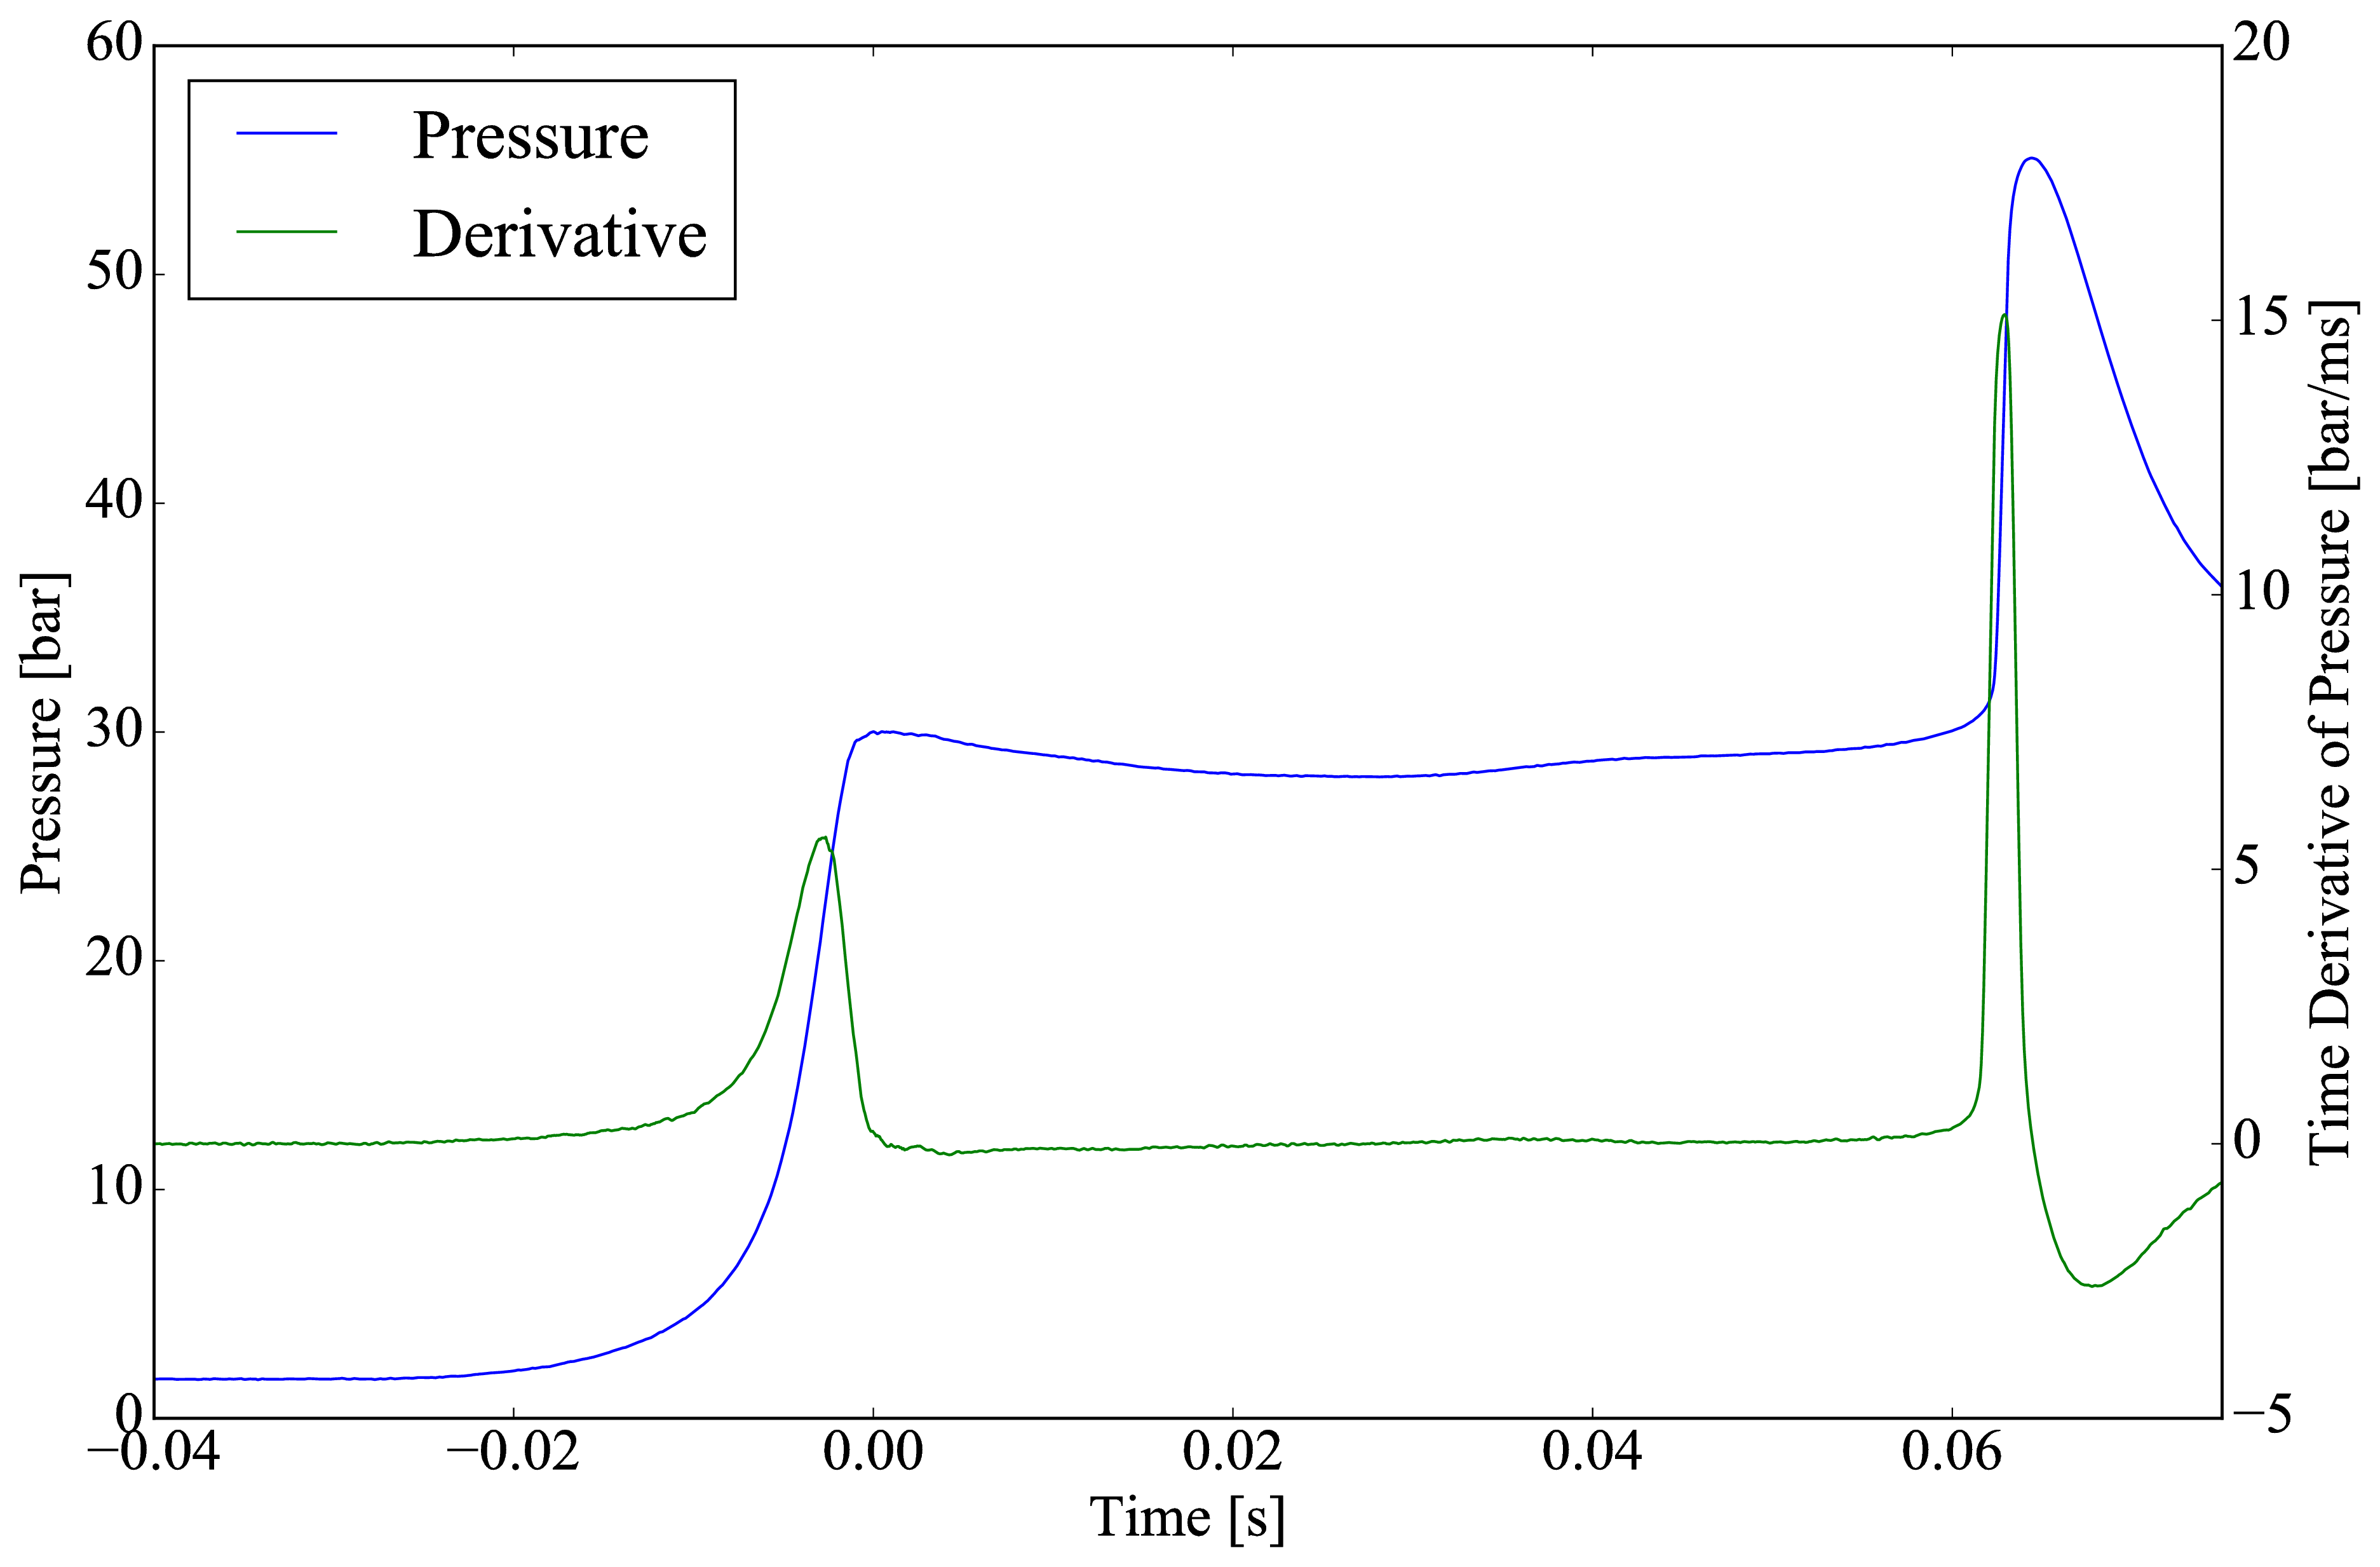 60
50
40
30
20
10
0
Pressure [bar]
Pressure
Derivative
20
15
10
5
0
−5
Time Derivative of Pressure [bar/ms]
−0.04 −0.02 0.00 0.02 0.04 0.06
Time [s]